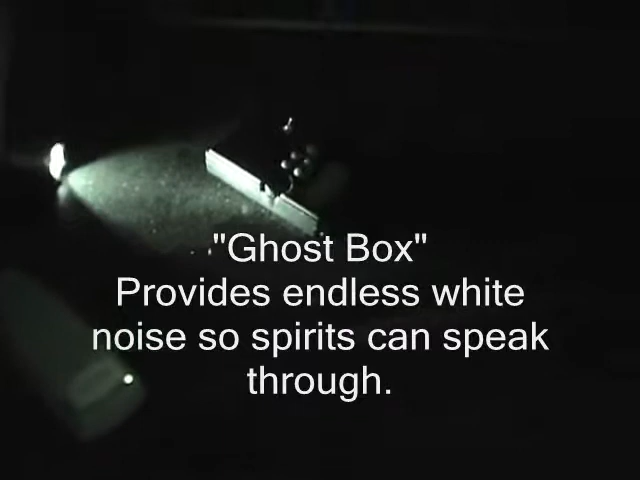 "Ghost Box"
Provides endless white
noise so spirits can speak
through.